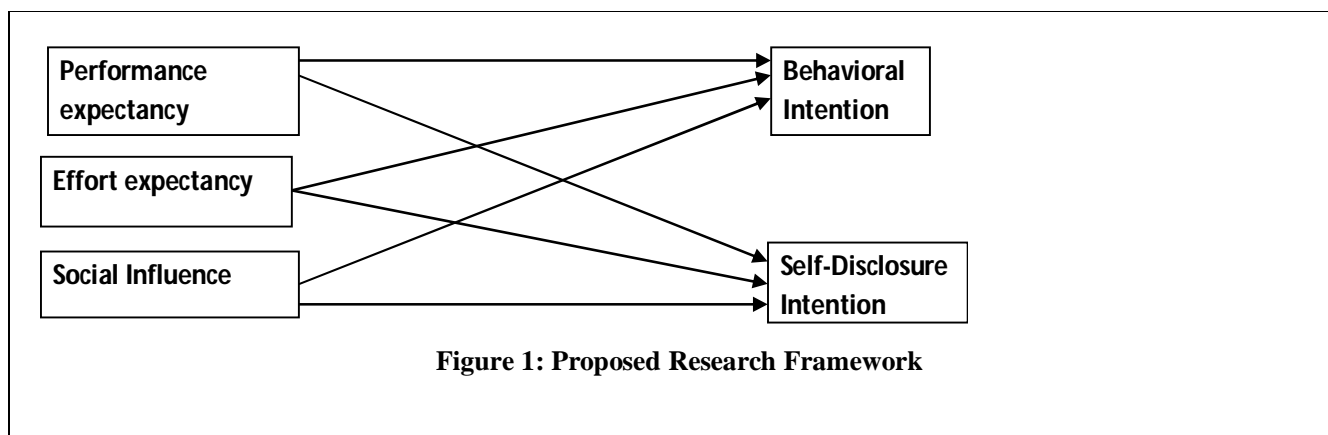 Performance
expectancy
Behavioral
Intention
Effort expectancy
Social Influence
Self-Disclosure
Intention
Figure 1: Proposed Research Framework